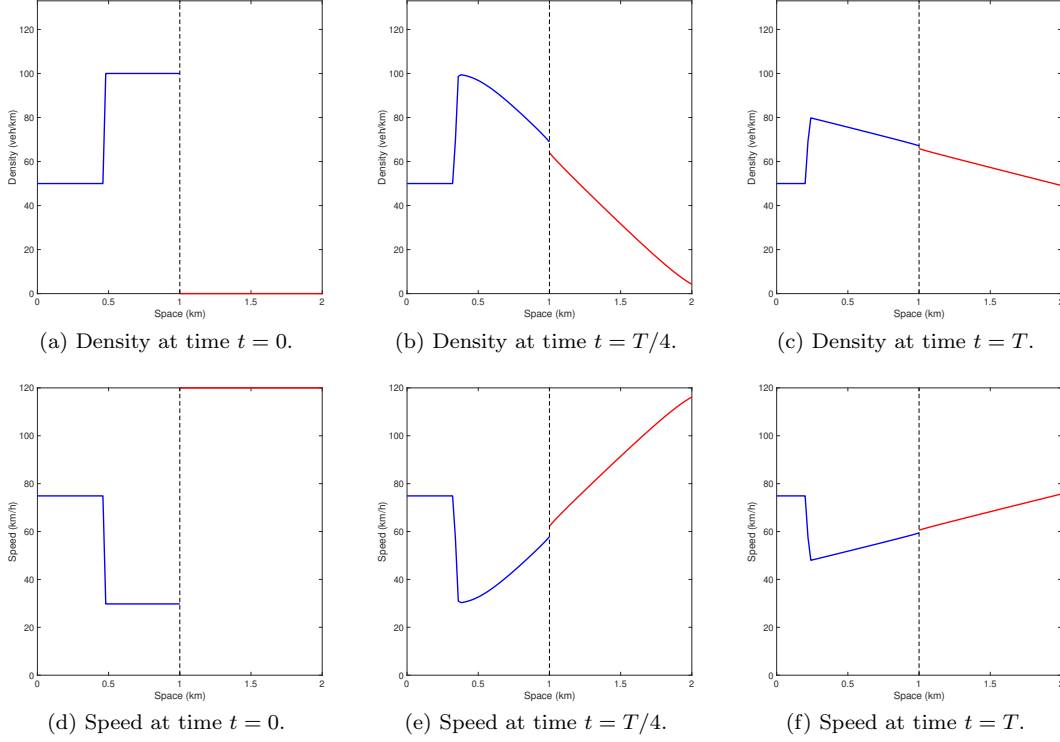 120
100
80
60
40
20
0
Density (veh/km)
0 0.5 1 1.5 2
Space (km)
(a) Density at time t = 0.
120
100
80
60
40
20
0
Density (veh/km)
0 0.5 1 1.5 2
Space (km)
(b) Density at time t = T/4.
120
100
80
60
40
20
0
Density (veh/km)
0 0.5 1 1.5 2
Space (km)
(c) Density at time t = T.
120
100
80
60
40
20
0
Speed (km/h)
0 0.5 1 1.5 2
Space (km)
(d) Speed at time t = 0.
120
100
80
60
40
20
0
Speed (km/h)
0 0.5 1 1.5 2
Space (km)
(e) Speed at time t = T/4.
120
100
80
60
40
20
0
Speed (km/h)
0 0.5 1 1.5 2
Space (km)
(f) Speed at time t = T.